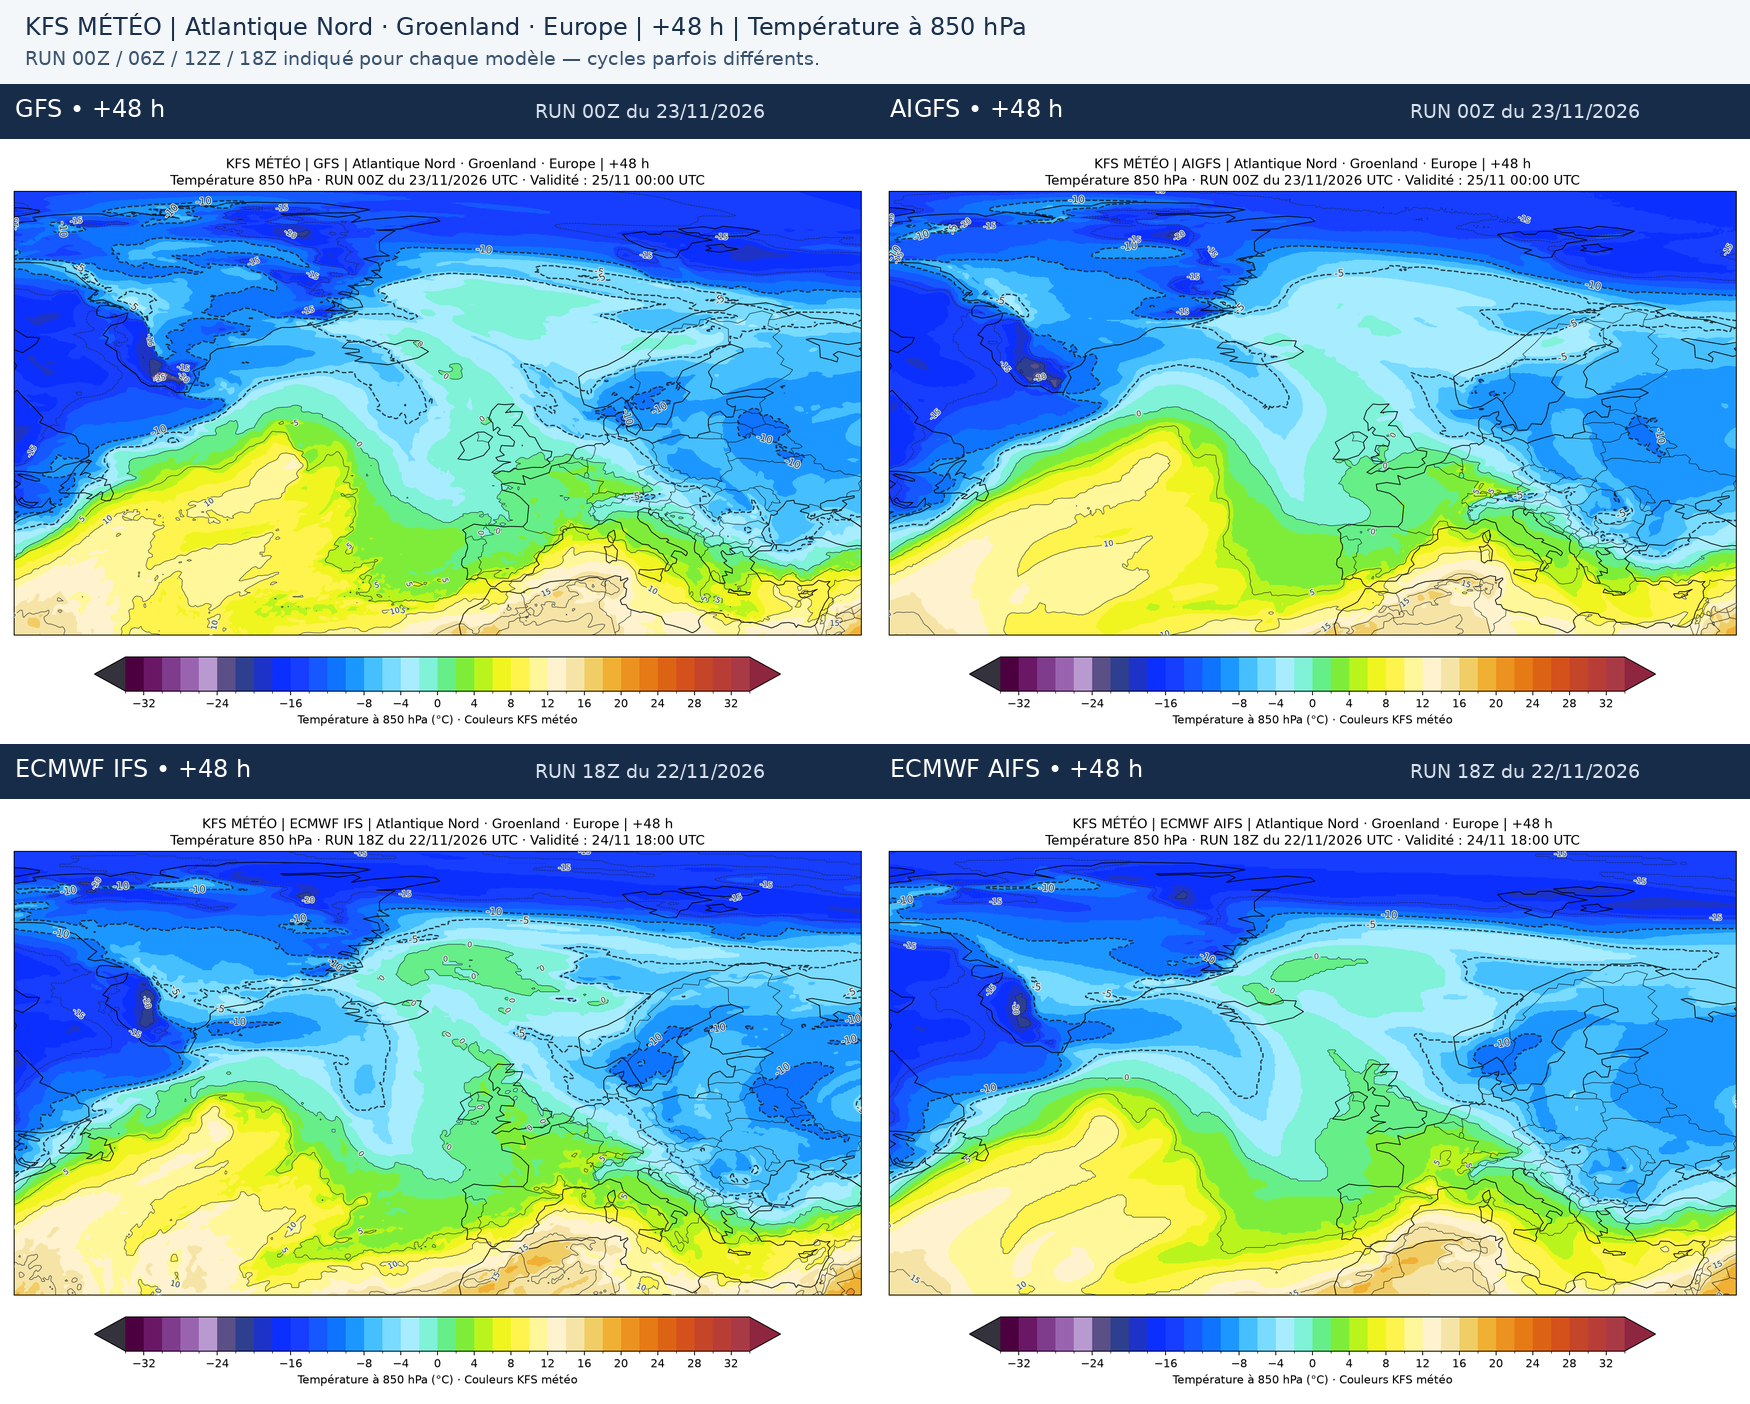 KFS MÉTÉO | Atlantique Nord · Groenland · Europe | +48 h | Température à 850 hPa
RUN 00Z / 06Z / 12Z / 18Z indiqué pour chaque modèle — cycles parfois différents.
GFS • +48 h
RUN 00Z du 23/11/2026
AIGFS • +48 h
RUN 00Z du 23/11/2026
KFS MÉTÉO | GFS | Atlantique Nord · Groenland · Europe | +48 h
Température 850 hPa · RUN 00Z du 23/11/2026 UTC · Validité : 25/11 00:00 UTC
KFS MÉTÉO | AIGFS | Atlantique Nord · Groenland · Europe | +48 h
Température 850 hPa · RUN 00Z du 23/11/2026 UTC · Validité : 25/11 00:00 UTC
−32 −24 −16 −8 −4 0 4 8 12 16 20 24 28 32
Température à 850 hPa (°C) · Couleurs KFS météo
−32 −24 −16 −8 −4 0 4 8 12 16 20 24 28 32
Température à 850 hPa (°C) · Couleurs KFS météo
ECMWF IFS • +48 h
RUN 18Z du 22/11/2026
ECMWF AIFS • +48 h
RUN 18Z du 22/11/2026
KFS MÉTÉO | ECMWF IFS | Atlantique Nord · Groenland · Europe | +48 h
Température 850 hPa · RUN 18Z du 22/11/2026 UTC · Validité : 24/11 18:00 UTC
KFS MÉTÉO | ECMWF AIFS | Atlantique Nord · Groenland · Europe | +48 h
Température 850 hPa · RUN 18Z du 22/11/2026 UTC · Validité : 24/11 18:00 UTC
−32 −24 −16 −8 −4 0 4 8 12 16 20 24 28 32
Température à 850 hPa (°C) · Couleurs KFS météo
−32 −24 −16 −8 −4 0 4 8 12 16 20 24 28 32
Température à 850 hPa (°C) · Couleurs KFS météo